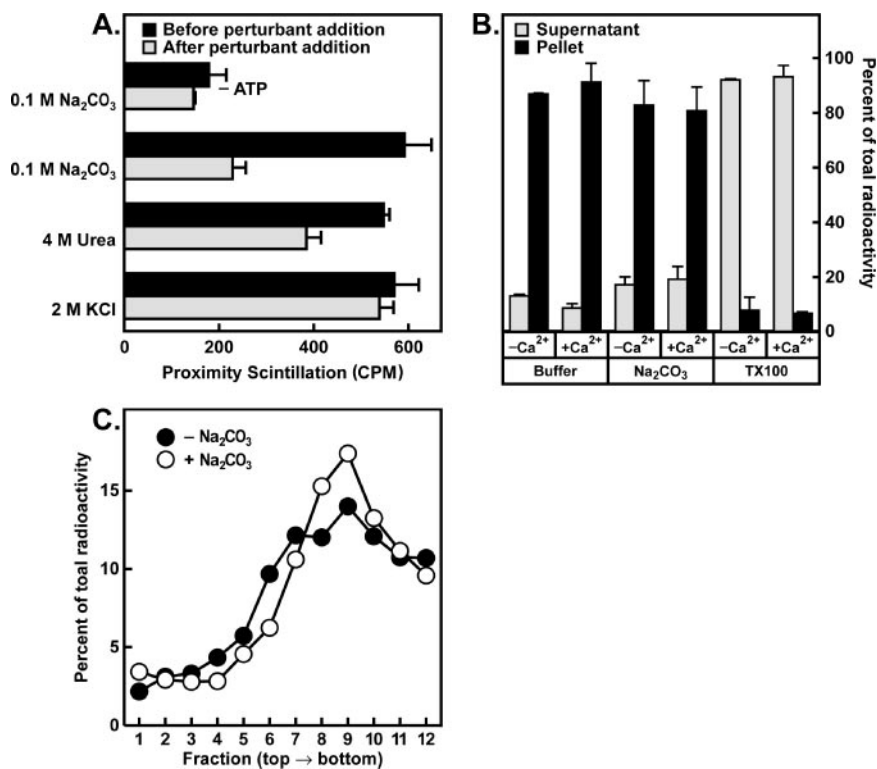 A.
Before perturbant addition
After perturbant addition
– ATP
0.1 M Na₂CO₃
0.1 M Na₂CO₃
4 M Urea
2 M KCl
0 200 400 600
Proximity Scintillation (CPM)
B.
Supernatant
Pellet
100
80
60
40
20
0
Percent of toal radioactivity
–Ca²⁺ +Ca²⁺ –Ca²⁺ +Ca²⁺ –Ca²⁺ +Ca²⁺
Buffer Na₂CO₃ TX100
C.
– Na₂CO₃
+ Na₂CO₃
Percent of toal radioactivity
15
10
5
0
1 2 3 4 5 6 7 8 9 10 11 12
Fraction (top → bottom)